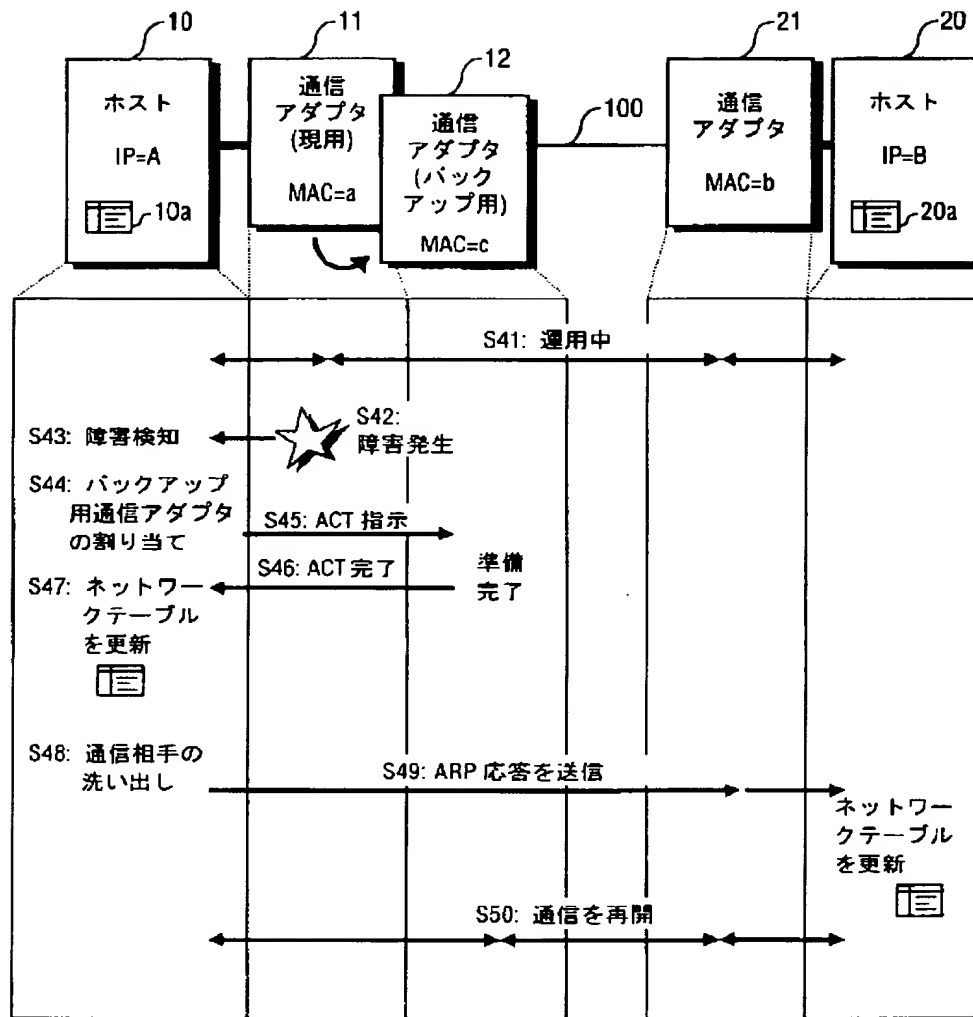 10
11
12
21
20
ホスト
IP=A
10a
通信
アダプタ
(現用)
MAC=a
通信
アダプタ
(バック
アップ用)
MAC=c
100
通信
アダプタ
MAC=b
ホスト
IP=B
20a
S41: 運用中
S42:
障害発生
S43: 障害検知
S44: バックアップ
用通信アダプタ
の割り当て
S45: ACT 指示
S46: ACT 完了
準備
完了
S47: ネットワー
クテーブル
を更新
S48: 通信相手の
洗い出し
S49: ARP 応答を送信
ネットワー
クテーブル
を更新
S50: 通信を再開